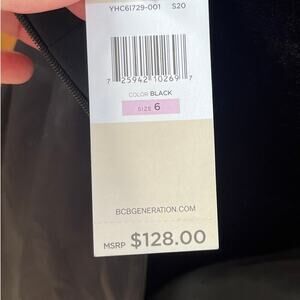 YHC61729-001 S20
7 25942 10269 7
COLOR BLACK
SIZE 6
BCBGENERATION.COM
MSRP $128.00